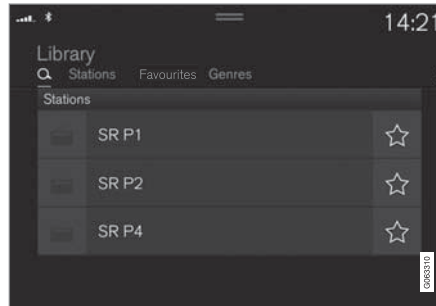 14:21
Library
Stations Favourites Genres
Stations
SR P1
SR P2
SR P4
G063310